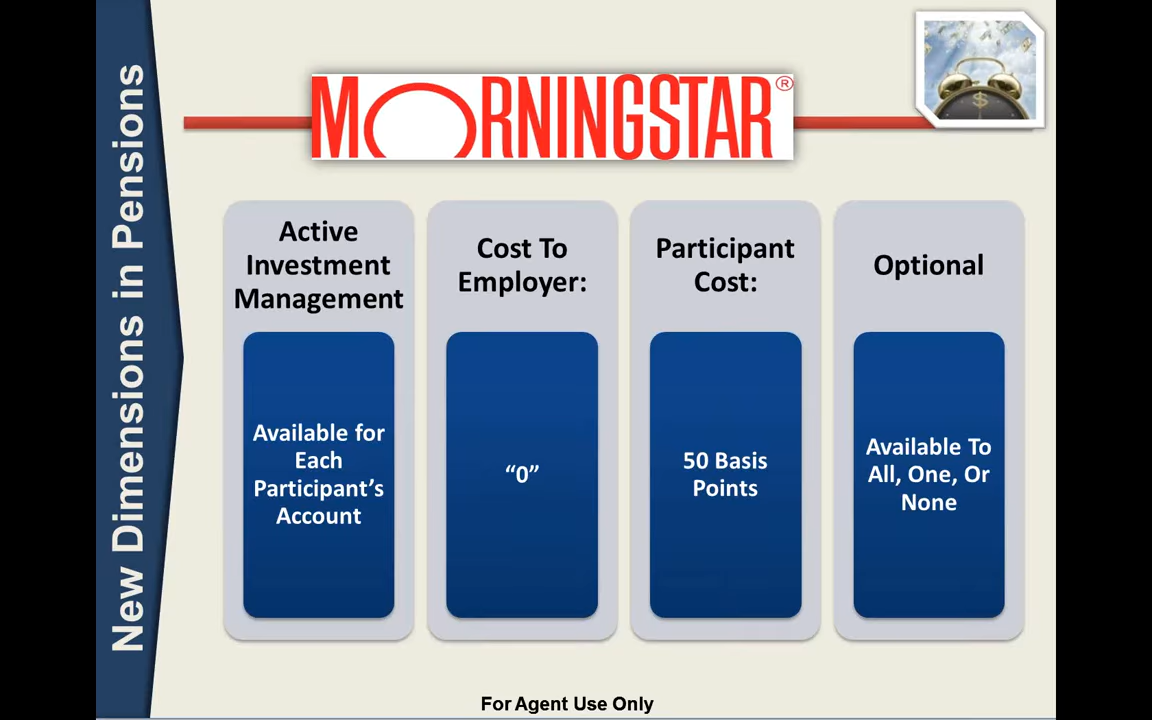 New Dimensions in Pensions
MORNINGSTAR®
Active
Investment
Management
Available for
Each
Participant’s
Account
Cost To
Employer:
“0”
Participant
Cost:
50 Basis
Points
Optional
Available To
All, One, Or
None
$
For Agent Use Only